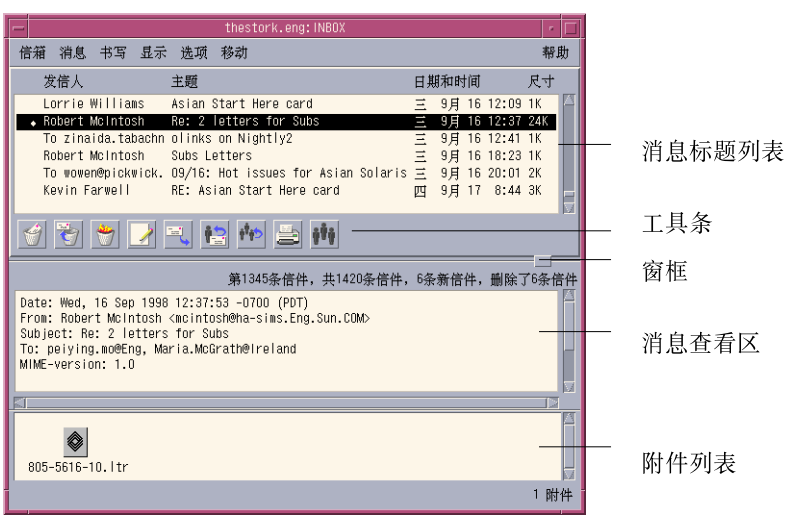 thestork.eng:INBOX
信箱 消息 书写 显示 选项 移动 帮助
发信人 主题 日期和时间 尺寸
Lorrie Williams Asian Start Here card 三 9月 16 12:09 1K
Robert McIntosh Re: 2 letters for Subs 三 9月 16 12:37 24K
To zinaida.tabachn olinks on Nightly2 三 9月 16 12:41 1K
Robert McIntosh Subs Letters 三 9月 16 18:23 1K
To wowen@pickwick. 09/16: Hot issues for Asian Solaris 三 9月 16 20:01 2K
Kevin Farwell RE: Asian Start Here card 四 9月 17 8:44 3K
消息标题列表
工具条
窗框
第1345条信件，共1420条信件，6条新信件，删除了6条信件
Date: Wed, 16 Sep 1998 12:37:53 -0700 (PDT)
From: Robert McIntosh <mcintosh@ha-sims.Eng.Sun.COM>
Subject: Re: 2 letters for Subs
To: peiying.mo@Eng, Maria.McGrath@Ireland
MIME-version: 1.0
消息查看区
805-5616-10.ltr
附件列表
1 附件